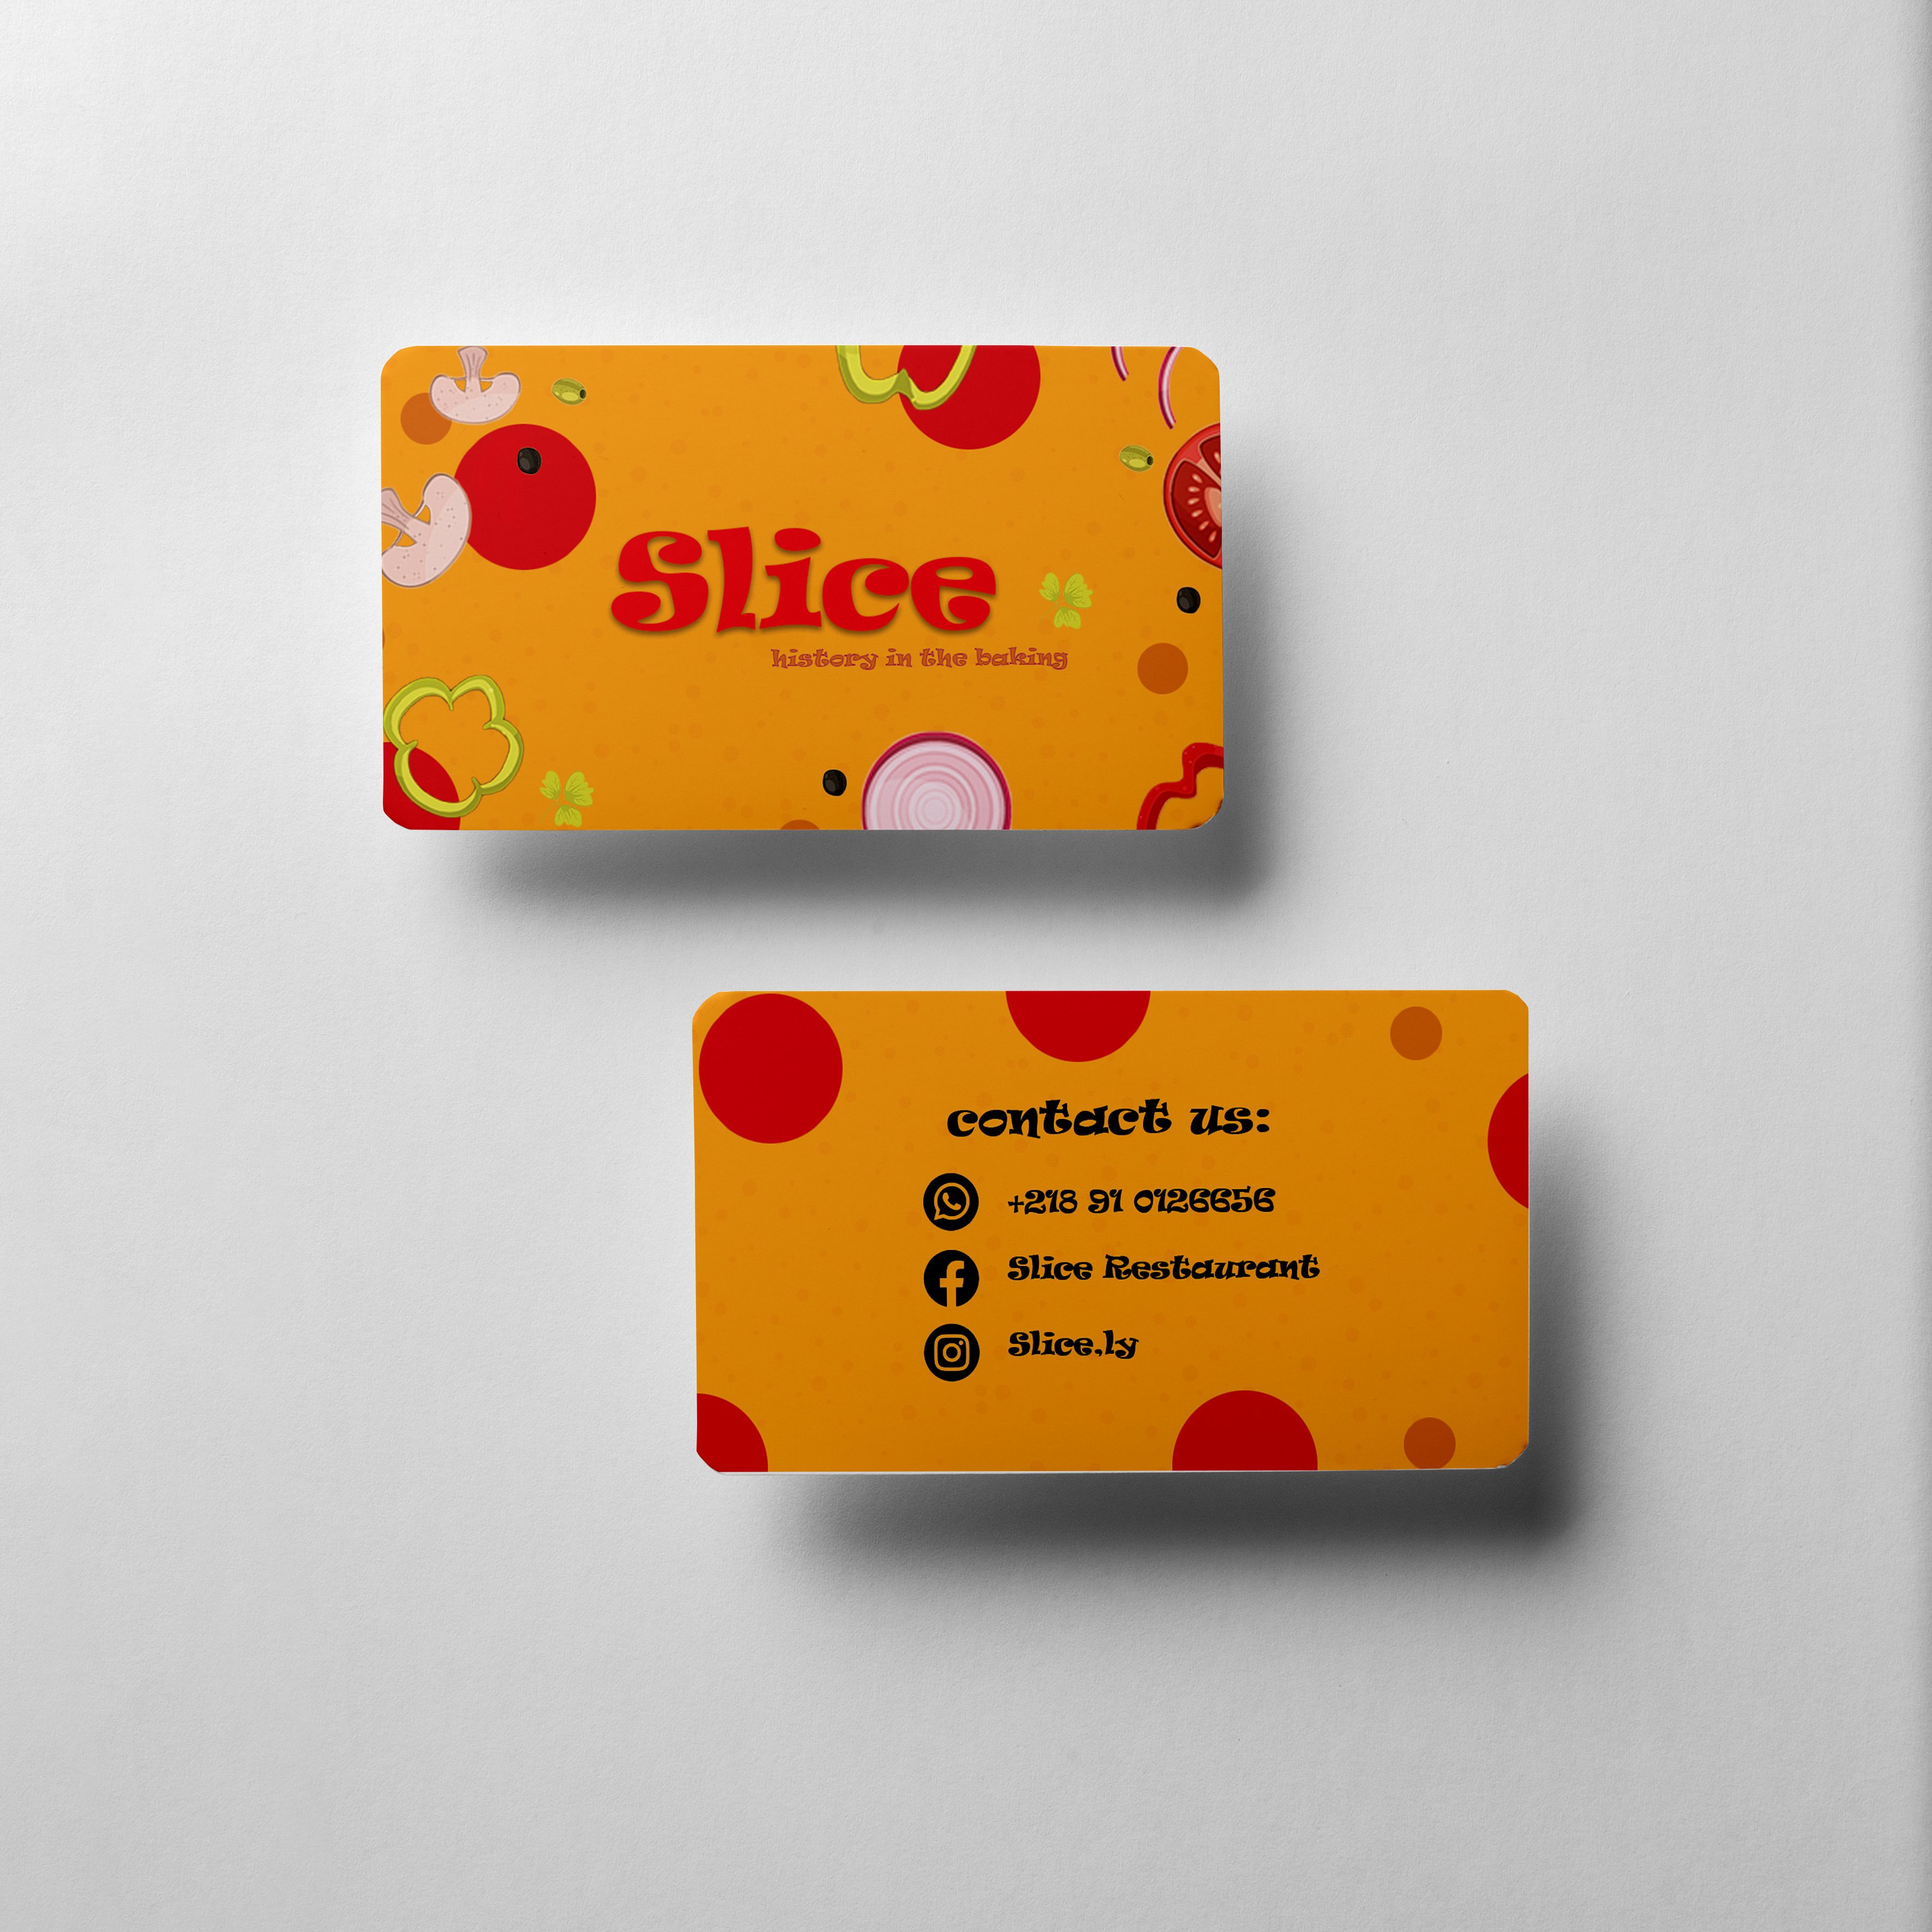 Slice
history in the baking
contact us:
+218 91 0126656
Slice Restaurant
Slice,ly